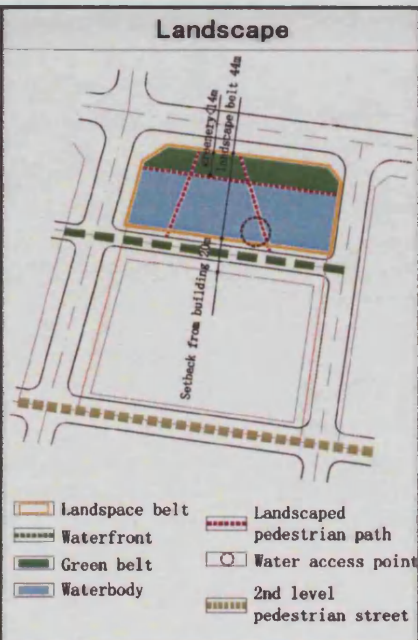 Landscape
greenery 14m
landscape belt 44m
Setback from building 20m
Landspace belt
Waterfront
Green belt
Waterbody
Landscaped
pedestrian path
Water access point
2nd level
pedestrian street